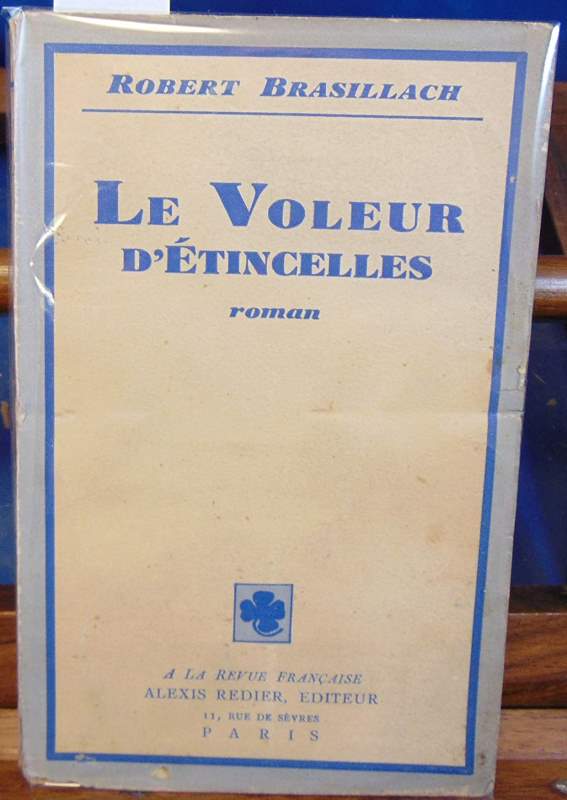 ROBERT BRASILLACH
LE VOLEUR
D'ÉTINCELLES
roman
A LA REVUE FRANÇAISE
ALEXIS REDIER, EDITEUR
11, RUE DE SÈVRES
PARIS